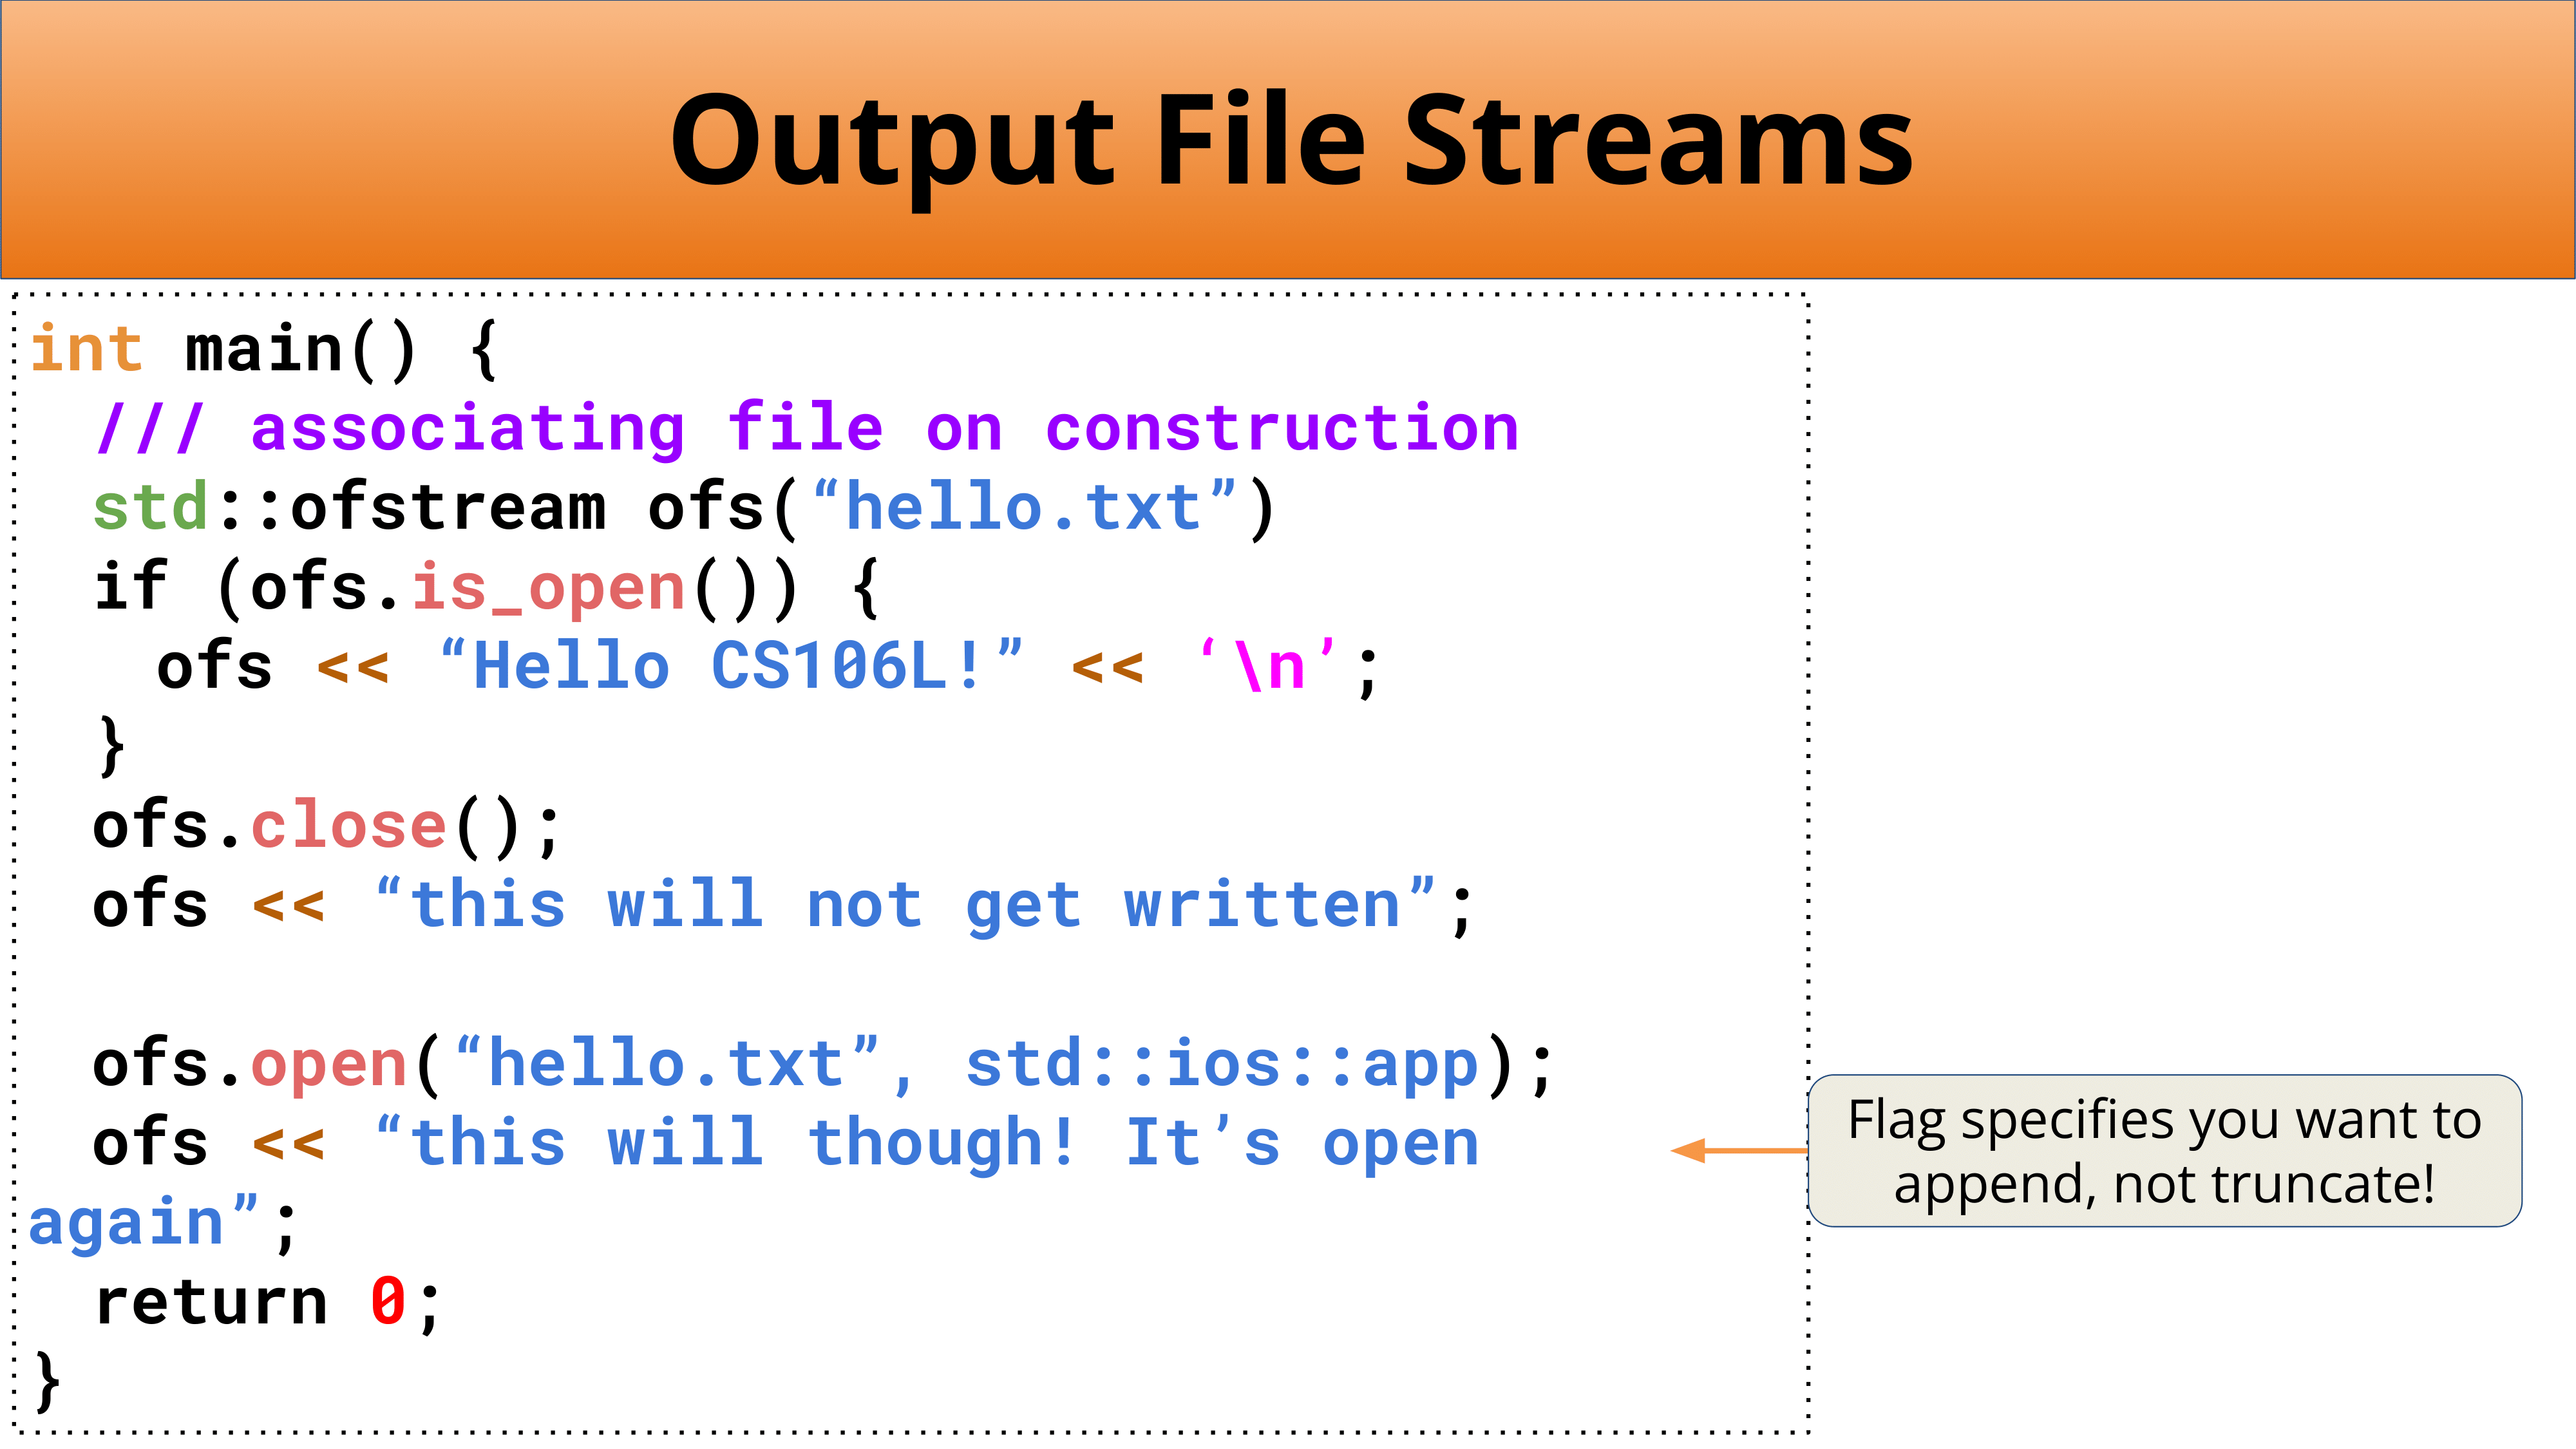 Output File Streams
int main() {
/// associating file on construction
std::ofstream ofs(“hello.txt”)
if (ofs.is_open()) {
ofs << “Hello CS106L!” << ‘\n’;
}
ofs.close();
ofs << “this will not get written”;
ofs.open(“hello.txt”, std::ios::app);
ofs << “this will though! It’s open
again”;
return 0;
}
Flag specifies you want to
append, not truncate!